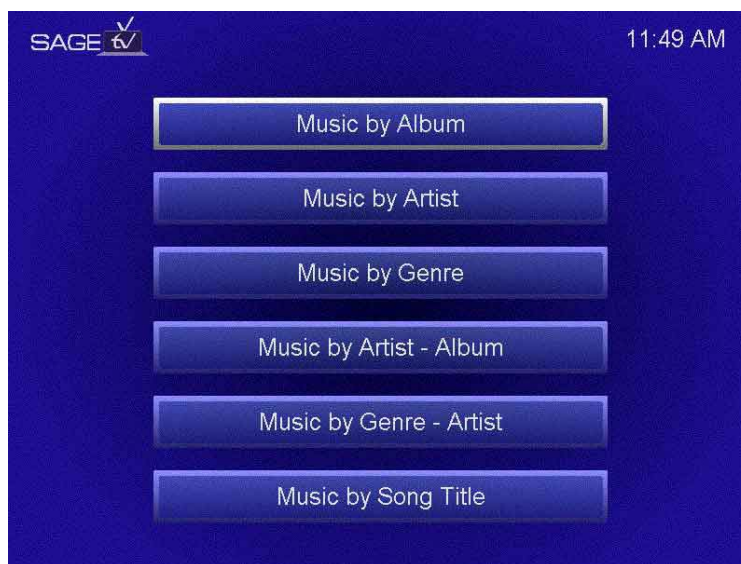 SAGE tv
11:49 AM
Music by Album
Music by Artist
Music by Genre
Music by Artist - Album
Music by Genre - Artist
Music by Song Title